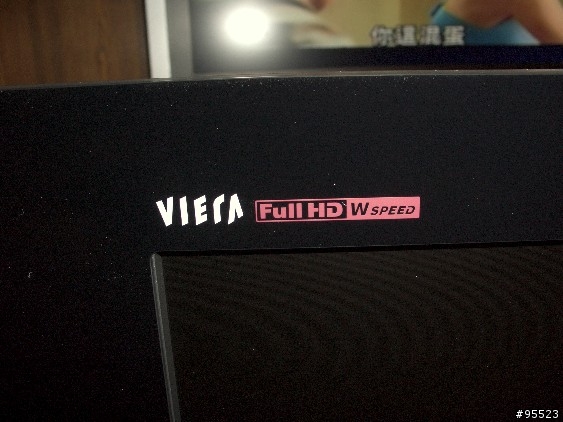 你這混蛋
VIERA Full HD W SPEED
#95523